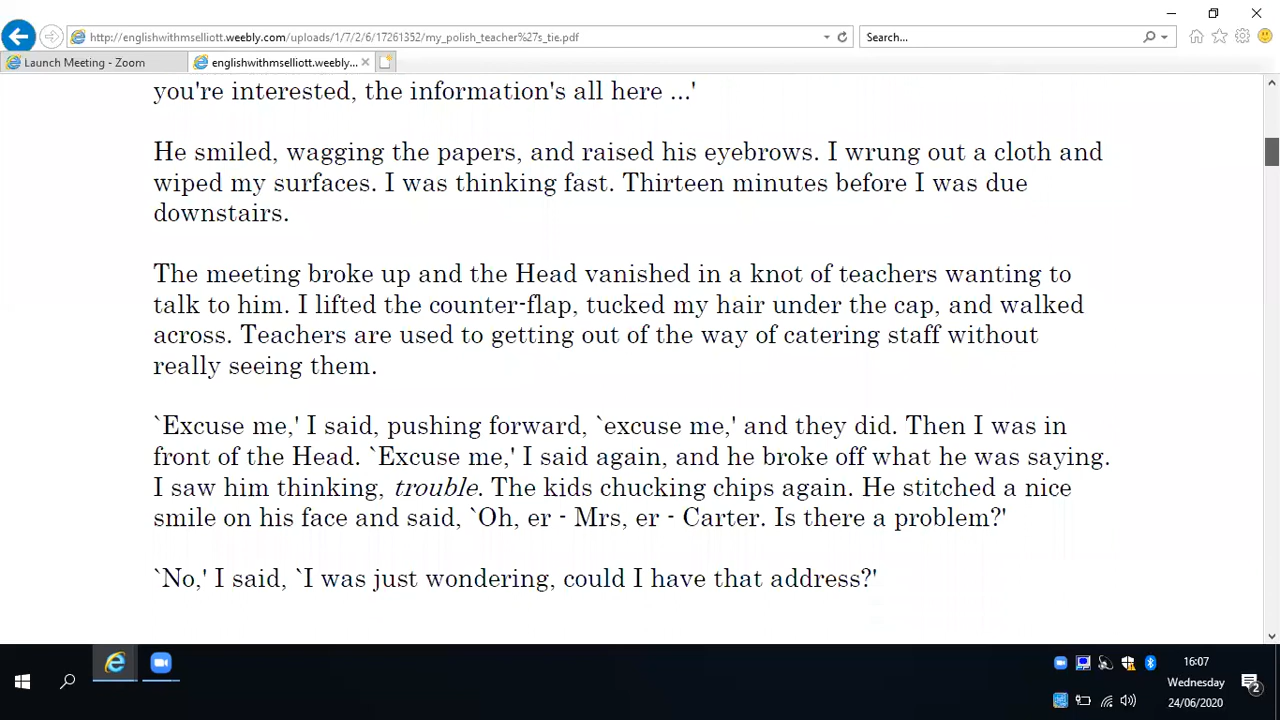 http://englishwithmselliott.weebly.com/uploads/1/7/2/6/17261352/my_polish_teacher%27s_tie.pdf
Search...
Launch Meeting - Zoom
englishwithmselliott.weebly...
you're interested, the information's all here ...'
He smiled, wagging the papers, and raised his eyebrows. I wrung out a cloth and
wiped my surfaces. I was thinking fast. Thirteen minutes before I was due
downstairs.
The meeting broke up and the Head vanished in a knot of teachers wanting to
talk to him. I lifted the counter-flap, tucked my hair under the cap, and walked
across. Teachers are used to getting out of the way of catering staff without
really seeing them.
`Excuse me,' I said, pushing forward, `excuse me,' and they did. Then I was in
front of the Head. `Excuse me,' I said again, and he broke off what he was saying.
I saw him thinking, trouble. The kids chucking chips again. He stitched a nice
smile on his face and said, `Oh, er - Mrs, er - Carter. Is there a problem?'
`No,' I said, `I was just wondering, could I have that address?'
16:07
Wednesday
24/06/2020
2